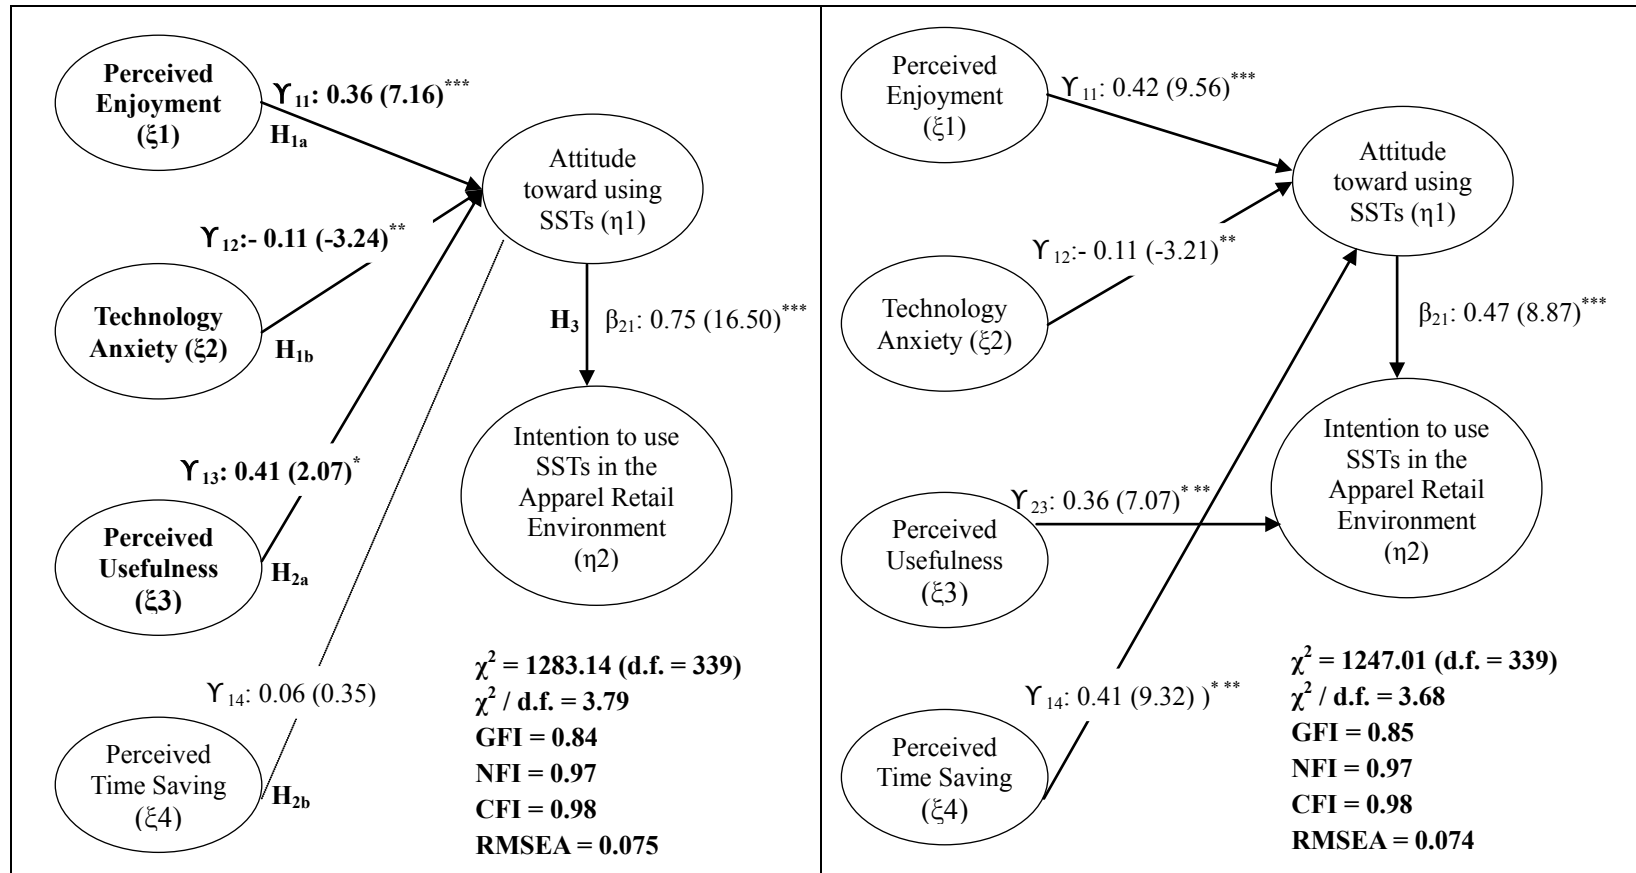 Perceived
Enjoyment
(ξ1)
ϒ11: 0.36 (7.16)***
H1a
Attitude
toward using
SSTs (η1)
ϒ12:- 0.11 (-3.24)**
Technology
Anxiety (ξ2)
H1b
H3
β21: 0.75 (16.50)***
Intention to use
SSTs in the
Apparel Retail
Environment
(η2)
ϒ13: 0.41 (2.07)*
Perceived
Usefulness
(ξ3)
H2a
ϒ14: 0.06 (0.35)
Perceived
Time Saving
(ξ4)
H2b
χ2 = 1283.14 (d.f. = 339)
χ2 / d.f. = 3.79
GFI = 0.84
NFI = 0.97
CFI = 0.98
RMSEA = 0.075
Perceived
Enjoyment
(ξ1)
ϒ11: 0.42 (9.56)***
Attitude
toward using
SSTs (η1)
ϒ12:- 0.11 (-3.21)**
Technology
Anxiety (ξ2)
β21: 0.47 (8.87)***
Intention to use
SSTs in the
Apparel Retail
Environment
(η2)
ϒ23: 0.36 (7.07)* **
Perceived
Usefulness
(ξ3)
ϒ14: 0.41 (9.32) )* **
Perceived
Time Saving
(ξ4)
χ2 = 1247.01 (d.f. = 339)
χ2 / d.f. = 3.68
GFI = 0.85
NFI = 0.97
CFI = 0.98
RMSEA = 0.074